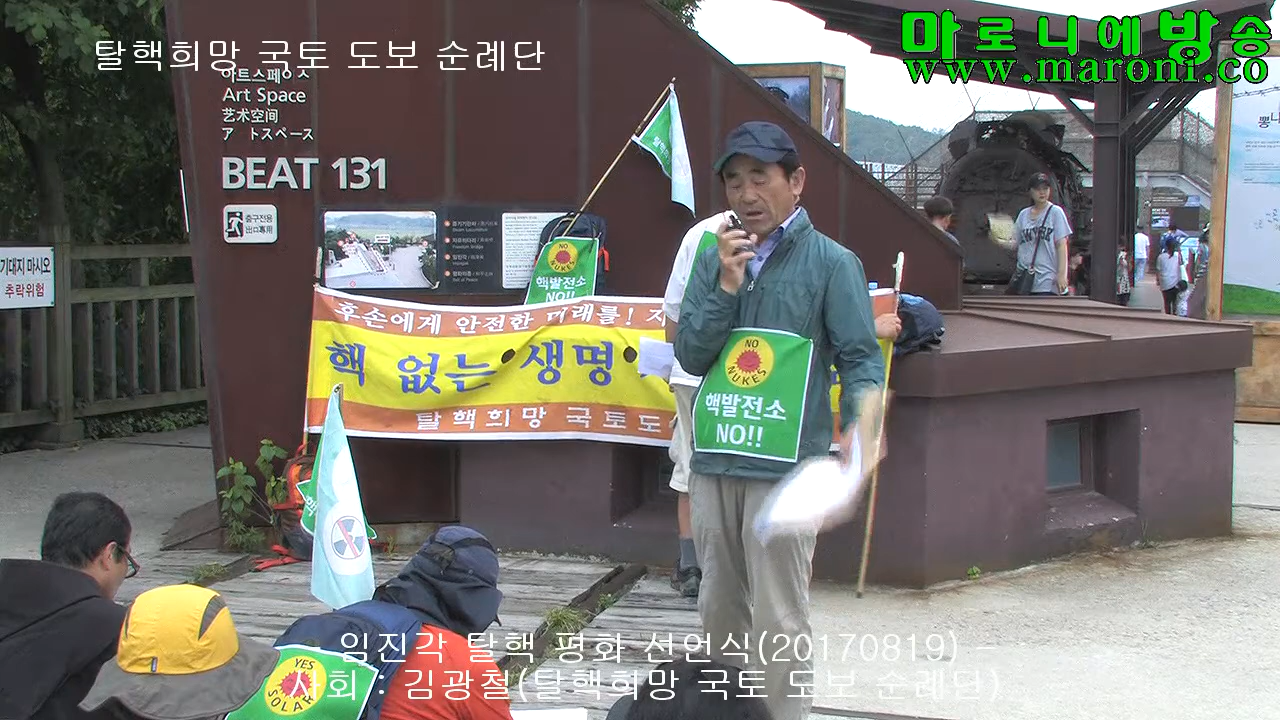 탈핵희망 국토 도보 순례단
마로니에방송
www.maroni.co
아트스페이스
Art Space
艺术空间
アートスペース
BEAT 131
출구전용
出口専用
기대지 마시오
추락위험
NO
NUKES
핵발전소
NO!!
후손에게 안전한 미래를!
핵 없는 생명
탈핵희망 국토도
NO
NUKES
핵발전소
NO!!
YES
SOLAR
- 임진각 탈핵 평화 선언식(20170819) -
사회 : 김광철(탈핵희망 국토 도보 순례단)